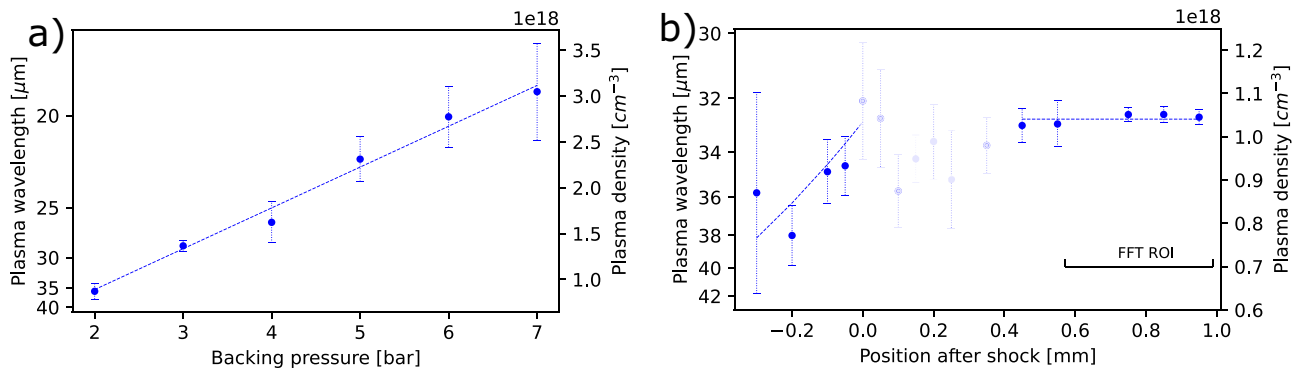 a)
1e18
Plasma wavelength [μm]
20
25
30
35
40
3.5
3.0
2.5
2.0
1.5
1.0
Plasma density [cm⁻³]
2 3 4 5 6 7
Backing pressure [bar]
b)
1e18
Plasma wavelength [μm]
30
32
34
36
38
40
42
1.2
1.1
1.0
0.9
0.8
0.7
0.6
Plasma density [cm⁻³]
FFT ROI
−0.2 0.0 0.2 0.4 0.6 0.8 1.0
Position after shock [mm]